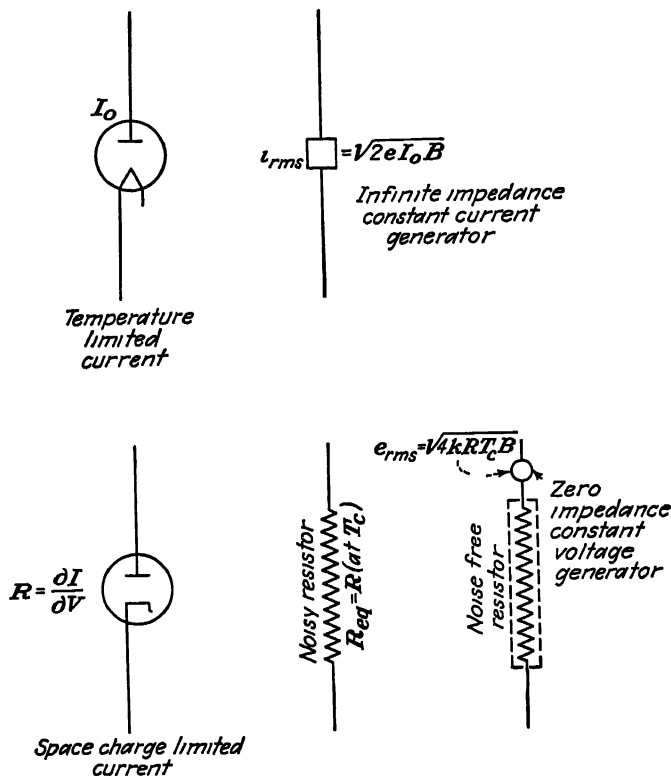 I₀
i_rms = √2eI₀B
Infinite impedance
constant current
generator
Temperature
limited
current
e_rms = √4kRT_cB
Zero
impedance
constant
voltage
generator
R = ∂I/∂V
Noisy resistor
R_eq = R (at T_c)
Noise free
resistor
Space charge limited
current